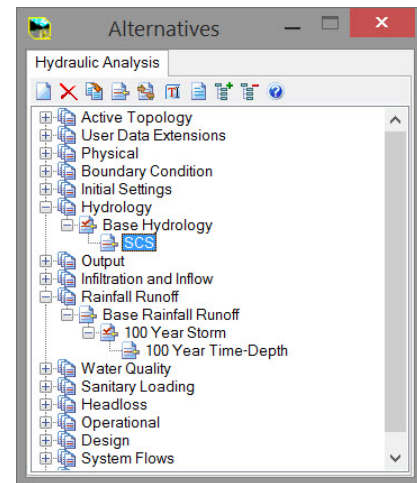 Alternatives
Hydraulic Analysis
Active Topology
User Data Extensions
Physical
Boundary Condition
Initial Settings
Hydrology
Base Hydrology
SCS
Output
Infiltration and Inflow
Rainfall Runoff
Base Rainfall Runoff
100 Year Storm
100 Year Time-Depth
Water Quality
Sanitary Loading
Headloss
Operational
Design
System Flows